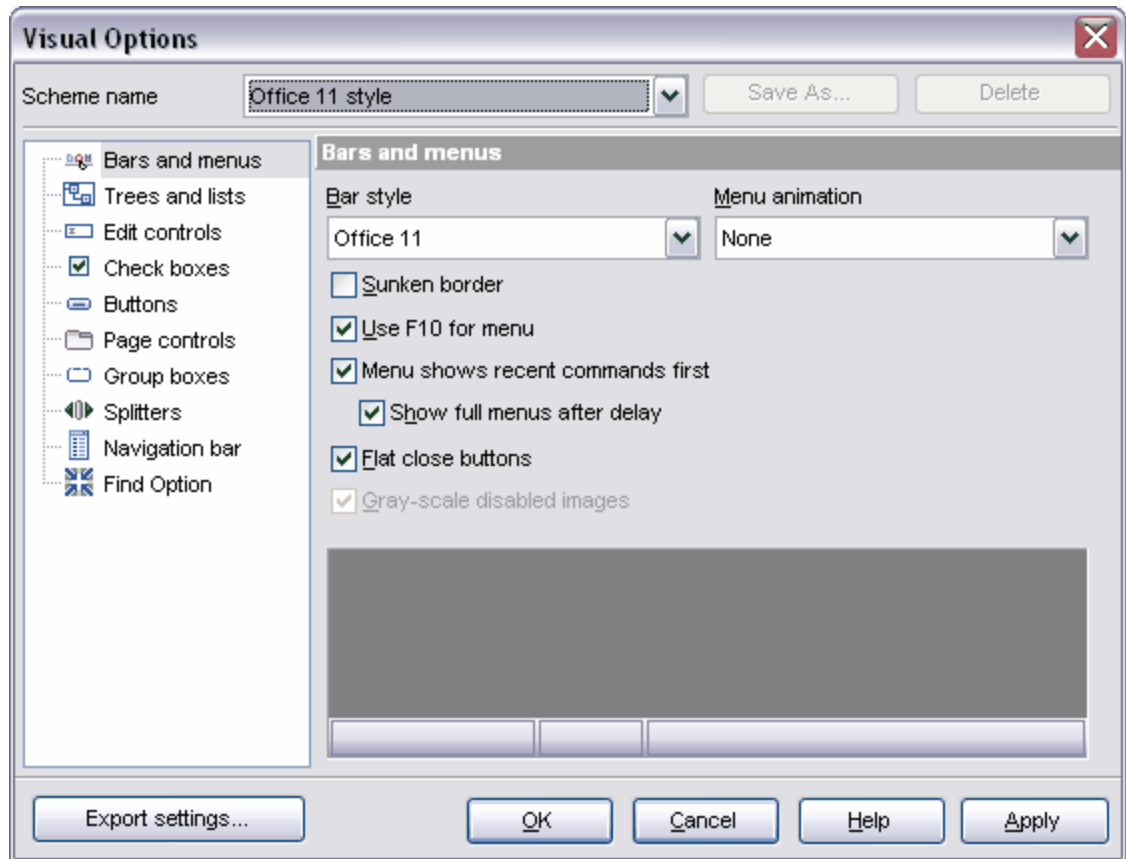 Visual Options
Scheme name
Office 11 style
Save As...
Delete
Bars and menus
Trees and lists
Edit controls
Check boxes
Buttons
Page controls
Group boxes
Splitters
Navigation bar
Find Option
Bars and menus
Bar style
Menu animation
Office 11
None
Sunken border
Use F10 for menu
Menu shows recent commands first
Show full menus after delay
Flat close buttons
Gray-scale disabled images
Export settings...
OK
Cancel
Help
Apply